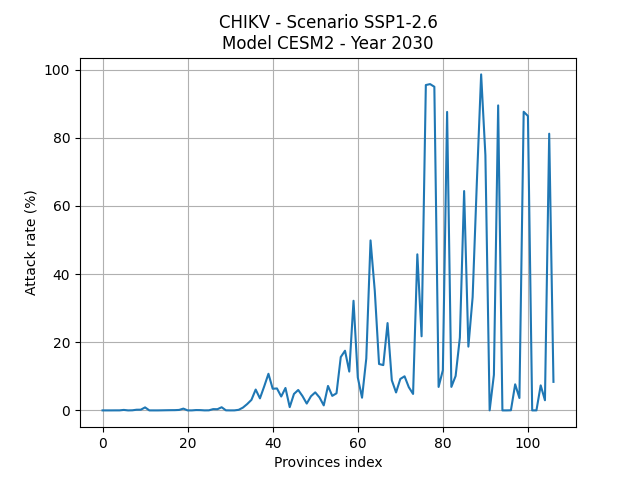 CHIKV - Scenario SSP1-2.6
Model CESM2 - Year 2030
Attack rate (%)
100
80
60
40
20
0
0 20 40 60 80 100
Provinces index